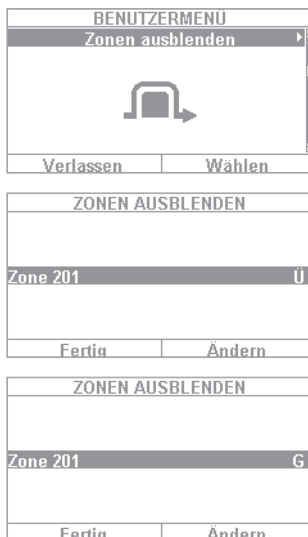 BENUTZERMENÜ
Zonen ausblenden
Verlassen Wählen
ZONEN AUSBLENDEN
Zone 201 Ü
Fertig Ändern
ZONEN AUSBLENDEN
Zone 201 G
Fertig Ändern